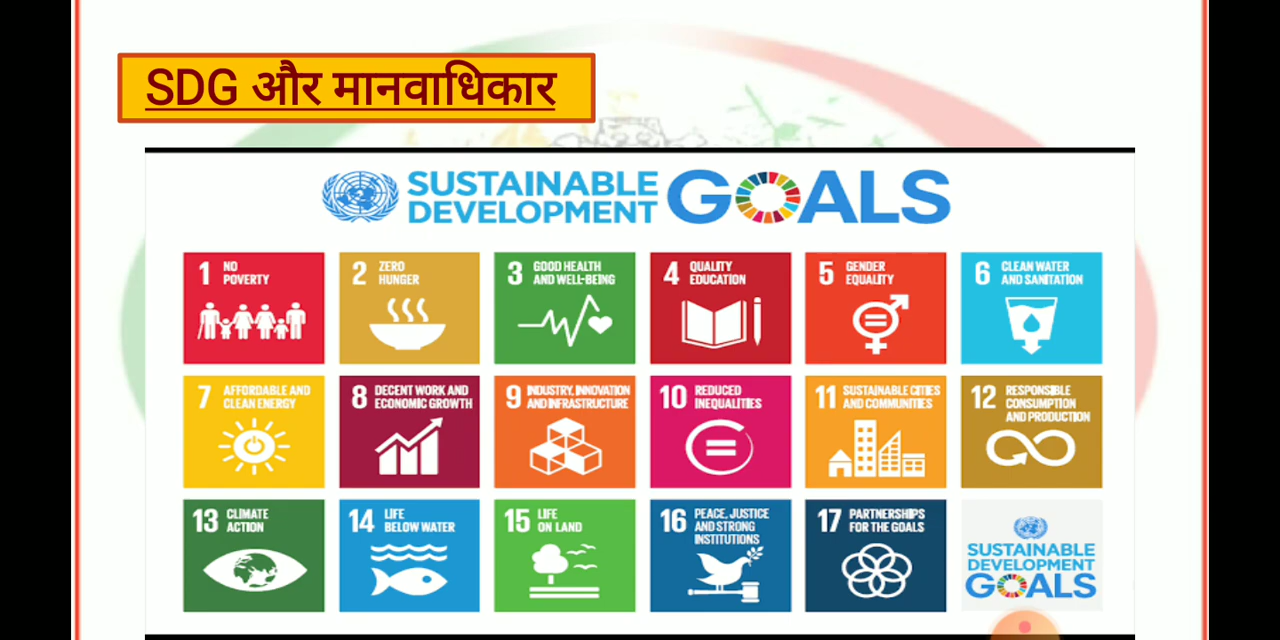 SDG और मानवाधिकार
SUSTAINABLE
DEVELOPMENT
GOALS
1 NO
POVERTY
2 ZERO
HUNGER
3 GOOD HEALTH
AND WELL-BEING
4 QUALITY
EDUCATION
5 GENDER
EQUALITY
6 CLEAN WATER
AND SANITATION
7 AFFORDABLE AND
CLEAN ENERGY
8 DECENT WORK AND
ECONOMIC GROWTH
9 INDUSTRY, INNOVATION
AND INFRASTRUCTURE
10 REDUCED
INEQUALITIES
11 SUSTAINABLE CITIES
AND COMMUNITIES
12 RESPONSIBLE
CONSUMPTION
AND PRODUCTION
13 CLIMATE
ACTION
14 LIFE
BELOW WATER
15 LIFE
ON LAND
16 PEACE, JUSTICE
AND STRONG
INSTITUTIONS
17 PARTNERSHIPS
FOR THE GOALS
SUSTAINABLE
DEVELOPMENT
GOALS